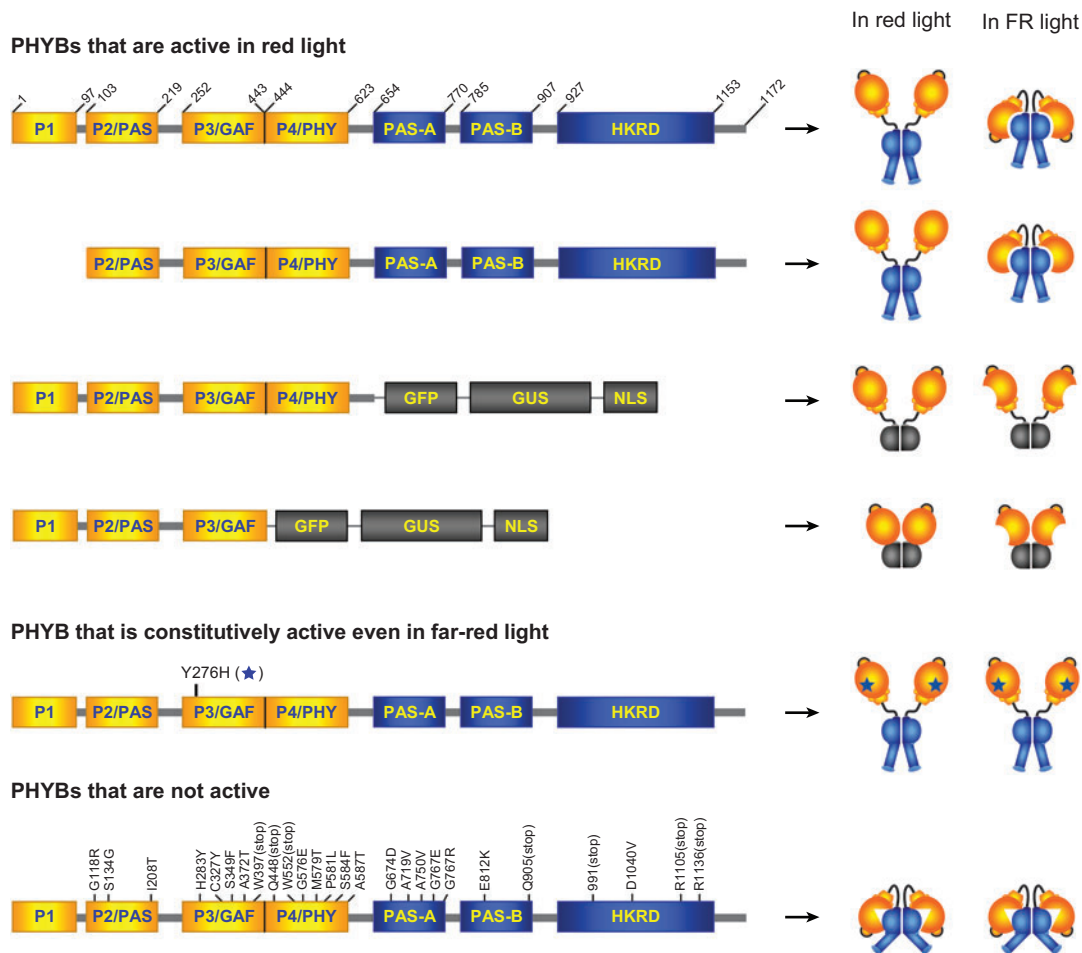 In red light In FR light
PHYBs that are active in red light
1 97 103 219 252 443 444 623 654 770 785 907 927 1153 1172
P1 P2/PAS P3/GAF P4/PHY PAS-A PAS-B HKRD
P2/PAS P3/GAF P4/PHY PAS-A PAS-B HKRD
P1 P2/PAS P3/GAF P4/PHY GFP GUS NLS
P1 P2/PAS P3/GAF GFP GUS NLS
PHYB that is constitutively active even in far-red light
Y276H (★)
P1 P2/PAS P3/GAF P4/PHY PAS-A PAS-B HKRD
PHYBs that are not active
G118R S134G I208T H283Y C327Y S349F A372T W397(stop) Q448(stop) W552(stop) G576E M579T P581L S584F A587T G674D A719V A750V G767E G767R E812K Q905(stop) 991(stop) D1040V R1105(stop) R1136(stop)
P1 P2/PAS P3/GAF P4/PHY PAS-A PAS-B HKRD